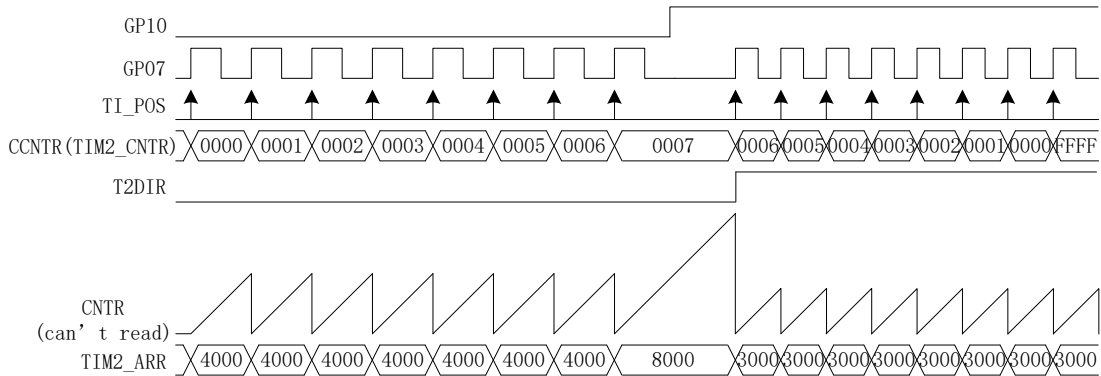 GP10
GP07
TI_POS
CCNTR(TIM2_CNTR) 0000 0001 0002 0003 0004 0005 0006 0007 0006 0005 0004 0003 0002 0001 0000 FFFF
T2DIR
CNTR
(can't read)
TIM2_ARR 4000 4000 4000 4000 4000 4000 4000 8000 3000 3000 3000 3000 3000 3000 3000 3000